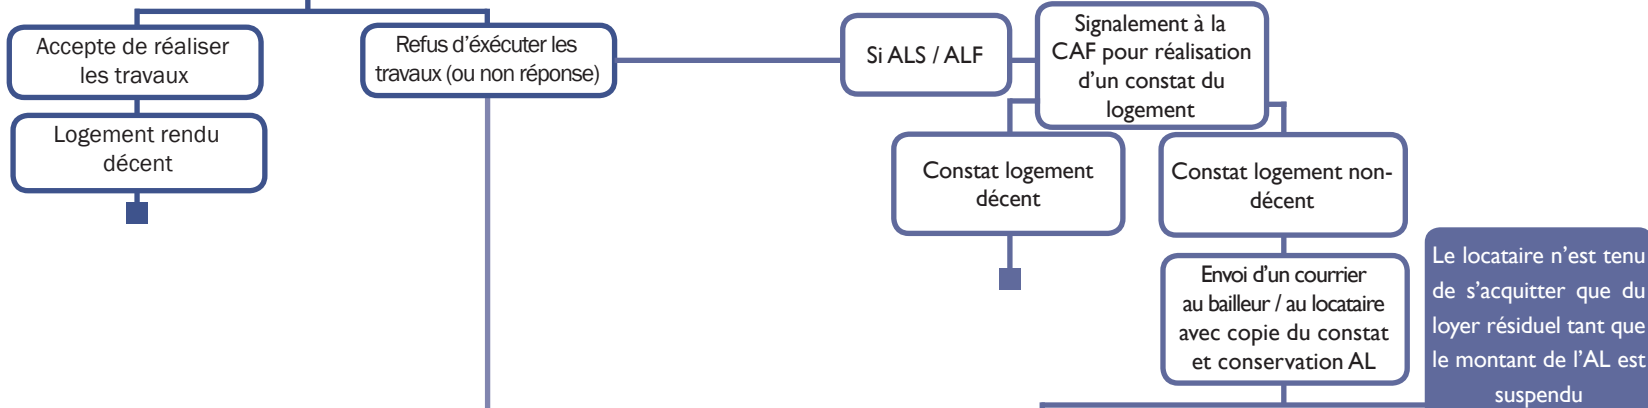 Accepte de réaliser
les travaux
Logement rendu
décent
Refus d’éxécuter les
travaux (ou non réponse)
Si ALS / ALF
Signalement à la
CAF pour réalisation
d’un constat du
logement
Constat logement
décent
Constat logement non-
décent
Envoi d’un courrier
au bailleur / au locataire
avec copie du constat
et conservation AL
Le locataire n’est tenu
de s’acquitter que du
loyer résiduel tant que
le montant de l’AL est
suspendu